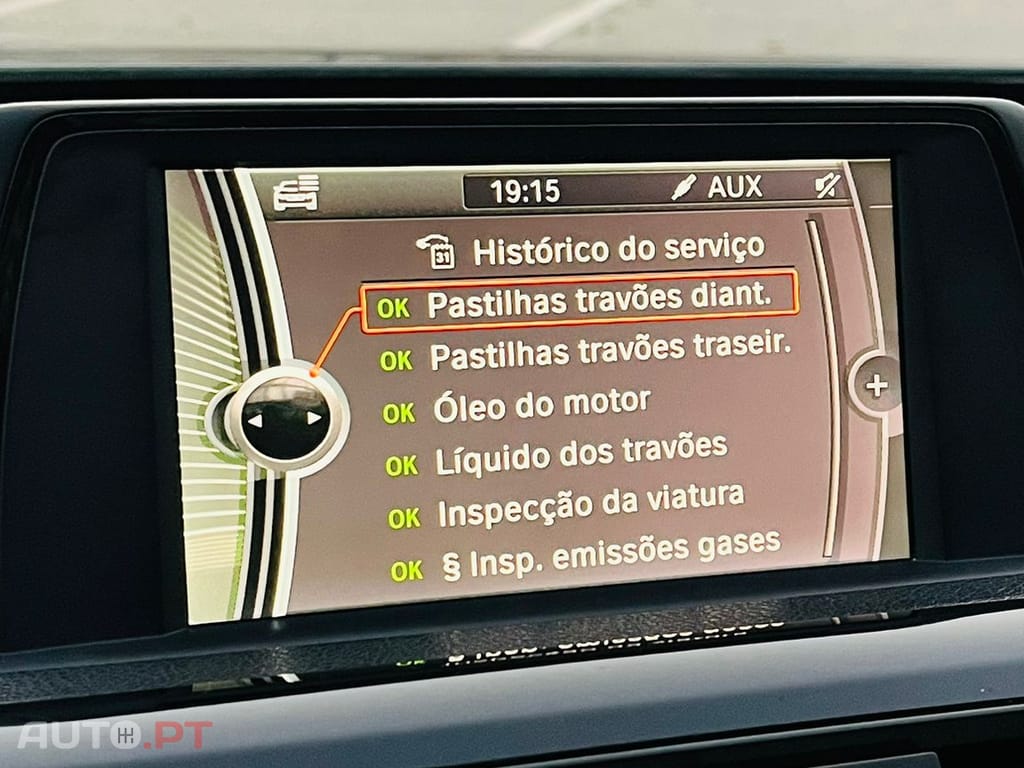 19:15 AUX
31 Histórico do serviço
OK Pastilhas travões diant.
OK Pastilhas travões traseir.
OK Óleo do motor
OK Líquido dos travões
OK Inspecção da viatura
OK § Insp. emissões gases
AUTO.PT